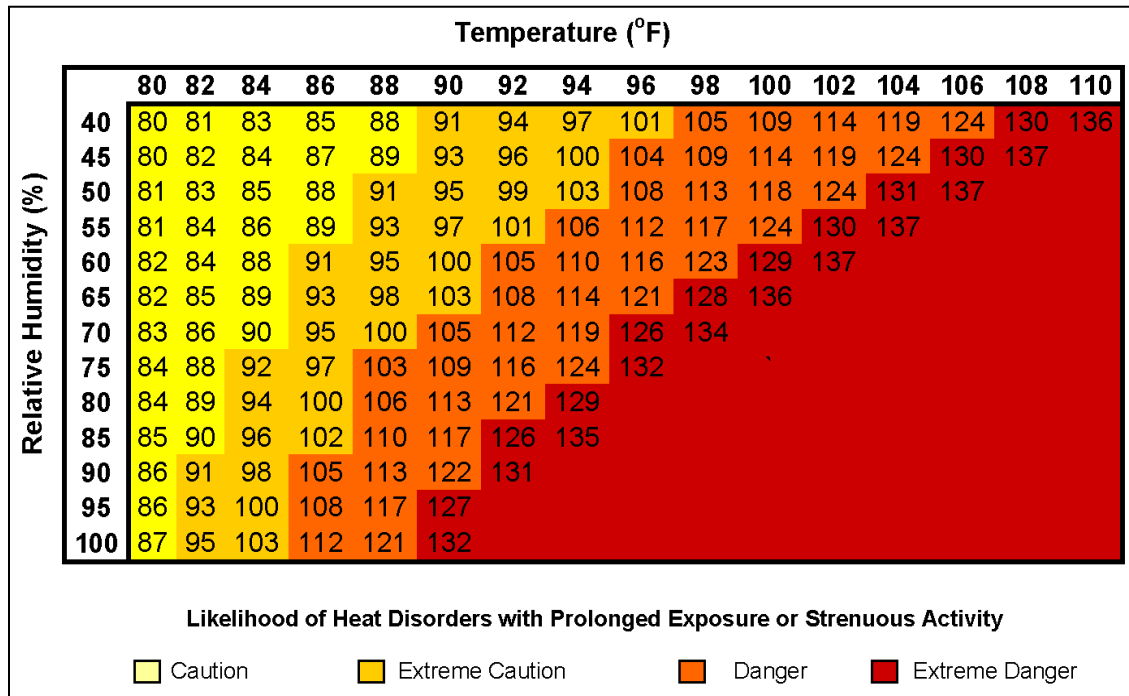 Temperature (°F)
80 82 84 86 88 90 92 94 96 98 100 102 104 106 108 110
Relative Humidity (%)
40 80 81 83 85 88 91 94 97 101 105 109 114 119 124 130 136
45 80 82 84 87 89 93 96 100 104 109 114 119 124 130 137
50 81 83 85 88 91 95 99 103 108 113 118 124 131 137
55 81 84 86 89 93 97 101 106 112 117 124 130 137
60 82 84 88 91 95 100 105 110 116 123 129 137
65 82 85 89 93 98 103 108 114 121 128 136
70 83 86 90 95 100 105 112 119 126 134
75 84 88 92 97 103 109 116 124 132 `
80 84 89 94 100 106 113 121 129
85 85 90 96 102 110 117 126 135
90 86 91 98 105 113 122 131
95 86 93 100 108 117 127
100 87 95 103 112 121 132
Likelihood of Heat Disorders with Prolonged Exposure or Strenuous Activity
Caution Extreme Caution Danger Extreme Danger